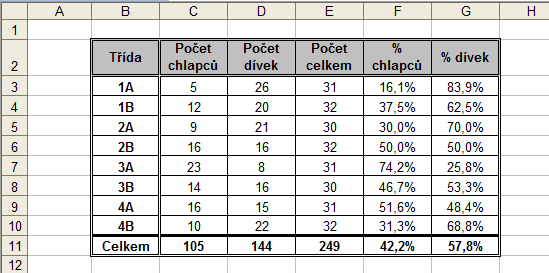 A B C D E F G H
1
2 Třída Počet chlapců Počet dívek Počet celkem % chlapců % dívek
3 1A 5 26 31 16,1% 83,9%
4 1B 12 20 32 37,5% 62,5%
5 2A 9 21 30 30,0% 70,0%
6 2B 16 16 32 50,0% 50,0%
7 3A 23 8 31 74,2% 25,8%
8 3B 14 16 30 46,7% 53,3%
9 4A 16 15 31 51,6% 48,4%
10 4B 10 22 32 31,3% 68,8%
11 Celkem 105 144 249 42,2% 57,8%
12